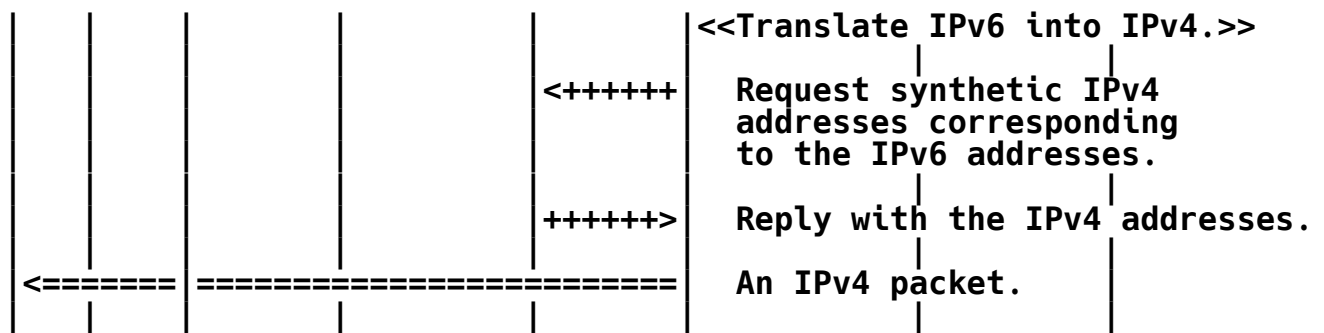 <<Translate IPv6 into IPv4.>>
<++++++ Request synthetic IPv4
addresses corresponding
to the IPv6 addresses.
++++++> Reply with the IPv4 addresses.
<======= ========================= An IPv4 packet.